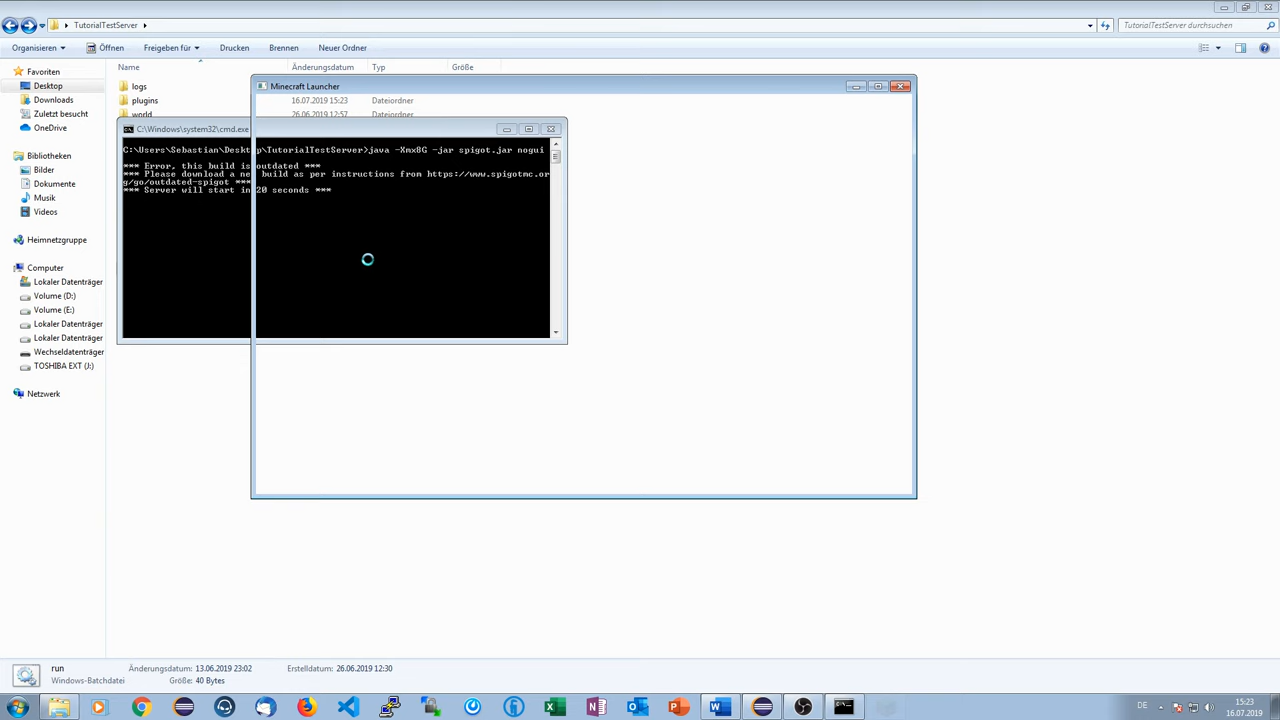 TutorialTestServer
TutorialTestServer durchsuchen
Organisieren
Öffnen
Freigeben für
Drucken
Brennen
Neuer Ordner
Favoriten
Desktop
Downloads
Zuletzt besucht
OneDrive
Bibliotheken
Bilder
Dokumente
Musik
Videos
Heimnetzgruppe
Computer
Lokaler Datenträger
Volume (D:)
Volume (E:)
Lokaler Datenträger
Lokaler Datenträger
Wechseldatenträger
TOSHIBA EXT (J:)
Netzwerk
Name
Änderungsdatum
Typ
Größe
logs
plugins
16.07.2019 15:23
Dateiordner
world
26.06.2019 12:57
Dateiordner
Minecraft Launcher
C:\Windows\system32\cmd.exe
C:\Users\Sebastian\Desktop\TutorialTestServer>java -Xmx8G -jar spigot.jar nogui
*** Error, this build is outdated ***
*** Please download a new build as per instructions from https://www.spigotmc.or
g/go/outdated-spigot ***
*** Server will start in 20 seconds ***
run
Windows-Batchdatei
Änderungsdatum: 13.06.2019 23:02
Größe: 40 Bytes
Erstelldatum: 26.06.2019 12:30
DE
15:23
16.07.2019